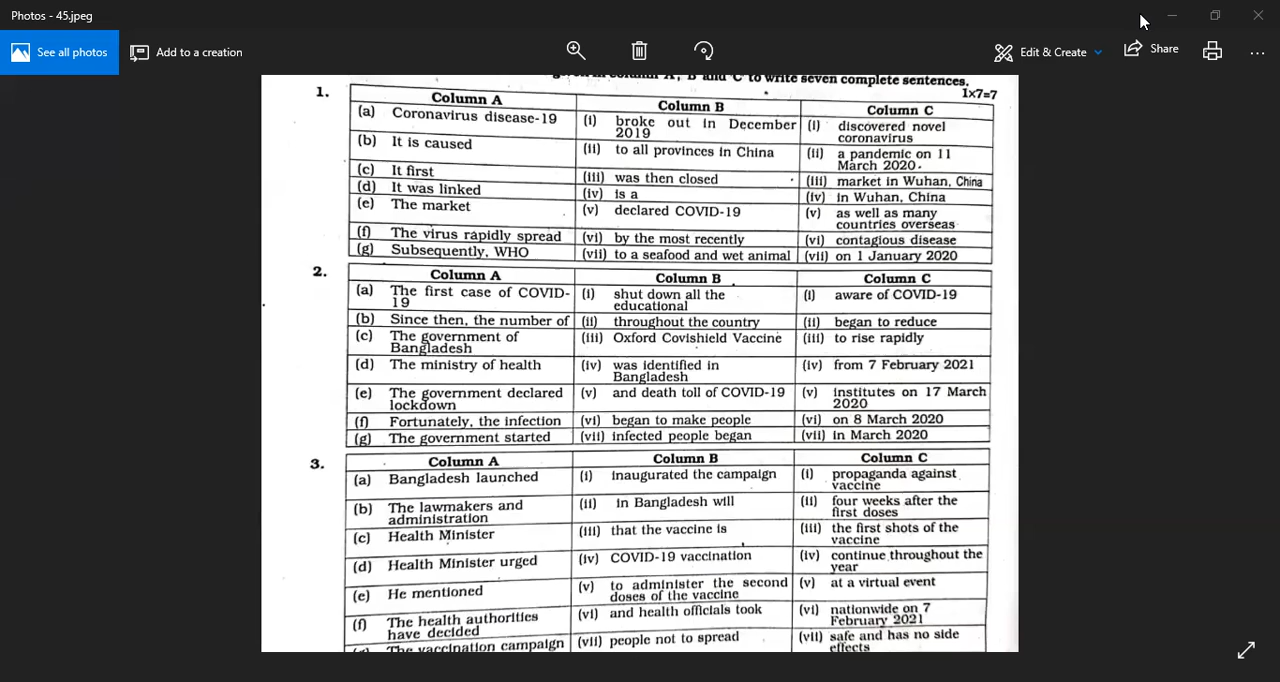 Photos - 45.jpeg
See all photos
Add to a creation
Edit & Create
Share
given in column A, B and C to write seven complete sentences.
1. 1x7=7
Column A Column B Column C
(a) Coronavirus disease-19 (i) broke out in December 2019 (i) discovered novel coronavirus
(b) It is caused (ii) to all provinces in China (ii) a pandemic on 11 March 2020.
(c) It first (iii) was then closed (iii) market in Wuhan, China
(d) It was linked (iv) is a (iv) in Wuhan, China
(e) The market (v) declared COVID-19 (v) as well as many countries overseas
(f) The virus rapidly spread (vi) by the most recently (vi) contagious disease
(g) Subsequently, WHO (vii) to a seafood and wet animal (vii) on 1 January 2020
2. Column A Column B Column C
(a) The first case of COVID-19 (i) shut down all the educational (i) aware of COVID-19
(b) Since then, the number of (ii) throughout the country (ii) began to reduce
(c) The government of Bangladesh (iii) Oxford Covishield Vaccine (iii) to rise rapidly
(d) The ministry of health (iv) was identified in Bangladesh (iv) from 7 February 2021
(e) The government declared lockdown (v) and death toll of COVID-19 (v) institutes on 17 March 2020
(f) Fortunately, the infection (vi) began to make people (vi) on 8 March 2020
(g) The government started (vii) infected people began (vii) in March 2020
3. Column A Column B Column C
(a) Bangladesh launched (i) inaugurated the campaign (i) propaganda against vaccine
(b) The lawmakers and administration (ii) in Bangladesh will (ii) four weeks after the first doses
(c) Health Minister (iii) that the vaccine is (iii) the first shots of the vaccine
(d) Health Minister urged (iv) COVID-19 vaccination (iv) continue throughout the year
(e) He mentioned (v) to administer the second doses of the vaccine (v) at a virtual event
(f) The health authorities have decided (vi) and health officials took (vi) nationwide on 7 February 2021
(g) The vaccination campaign (vii) people not to spread (vii) safe and has no side effects